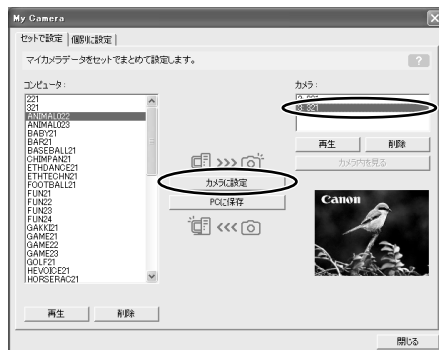 My Camera
セットで設定 個別に設定
マイカメラデータをセットでまとめて設定します。
?
コンピュータ:
221
321
ANIMAL022
ANIMAL023
BABY21
BAR21
BASEBALL21
CHIMPAN21
ETHDANCE21
ETHTECHN21
FOOTBALL21
FUN21
FUN22
FUN23
FUN24
GAKKI21
GAME21
GAME22
GAME23
GOLF21
HEVOICE21
HORSERAC21
再生 削除
>>>
カメラに設定
PCに保存
<<<
カメラ:
3: 321
再生 削除
カメラ内を見る
Canon
閉じる